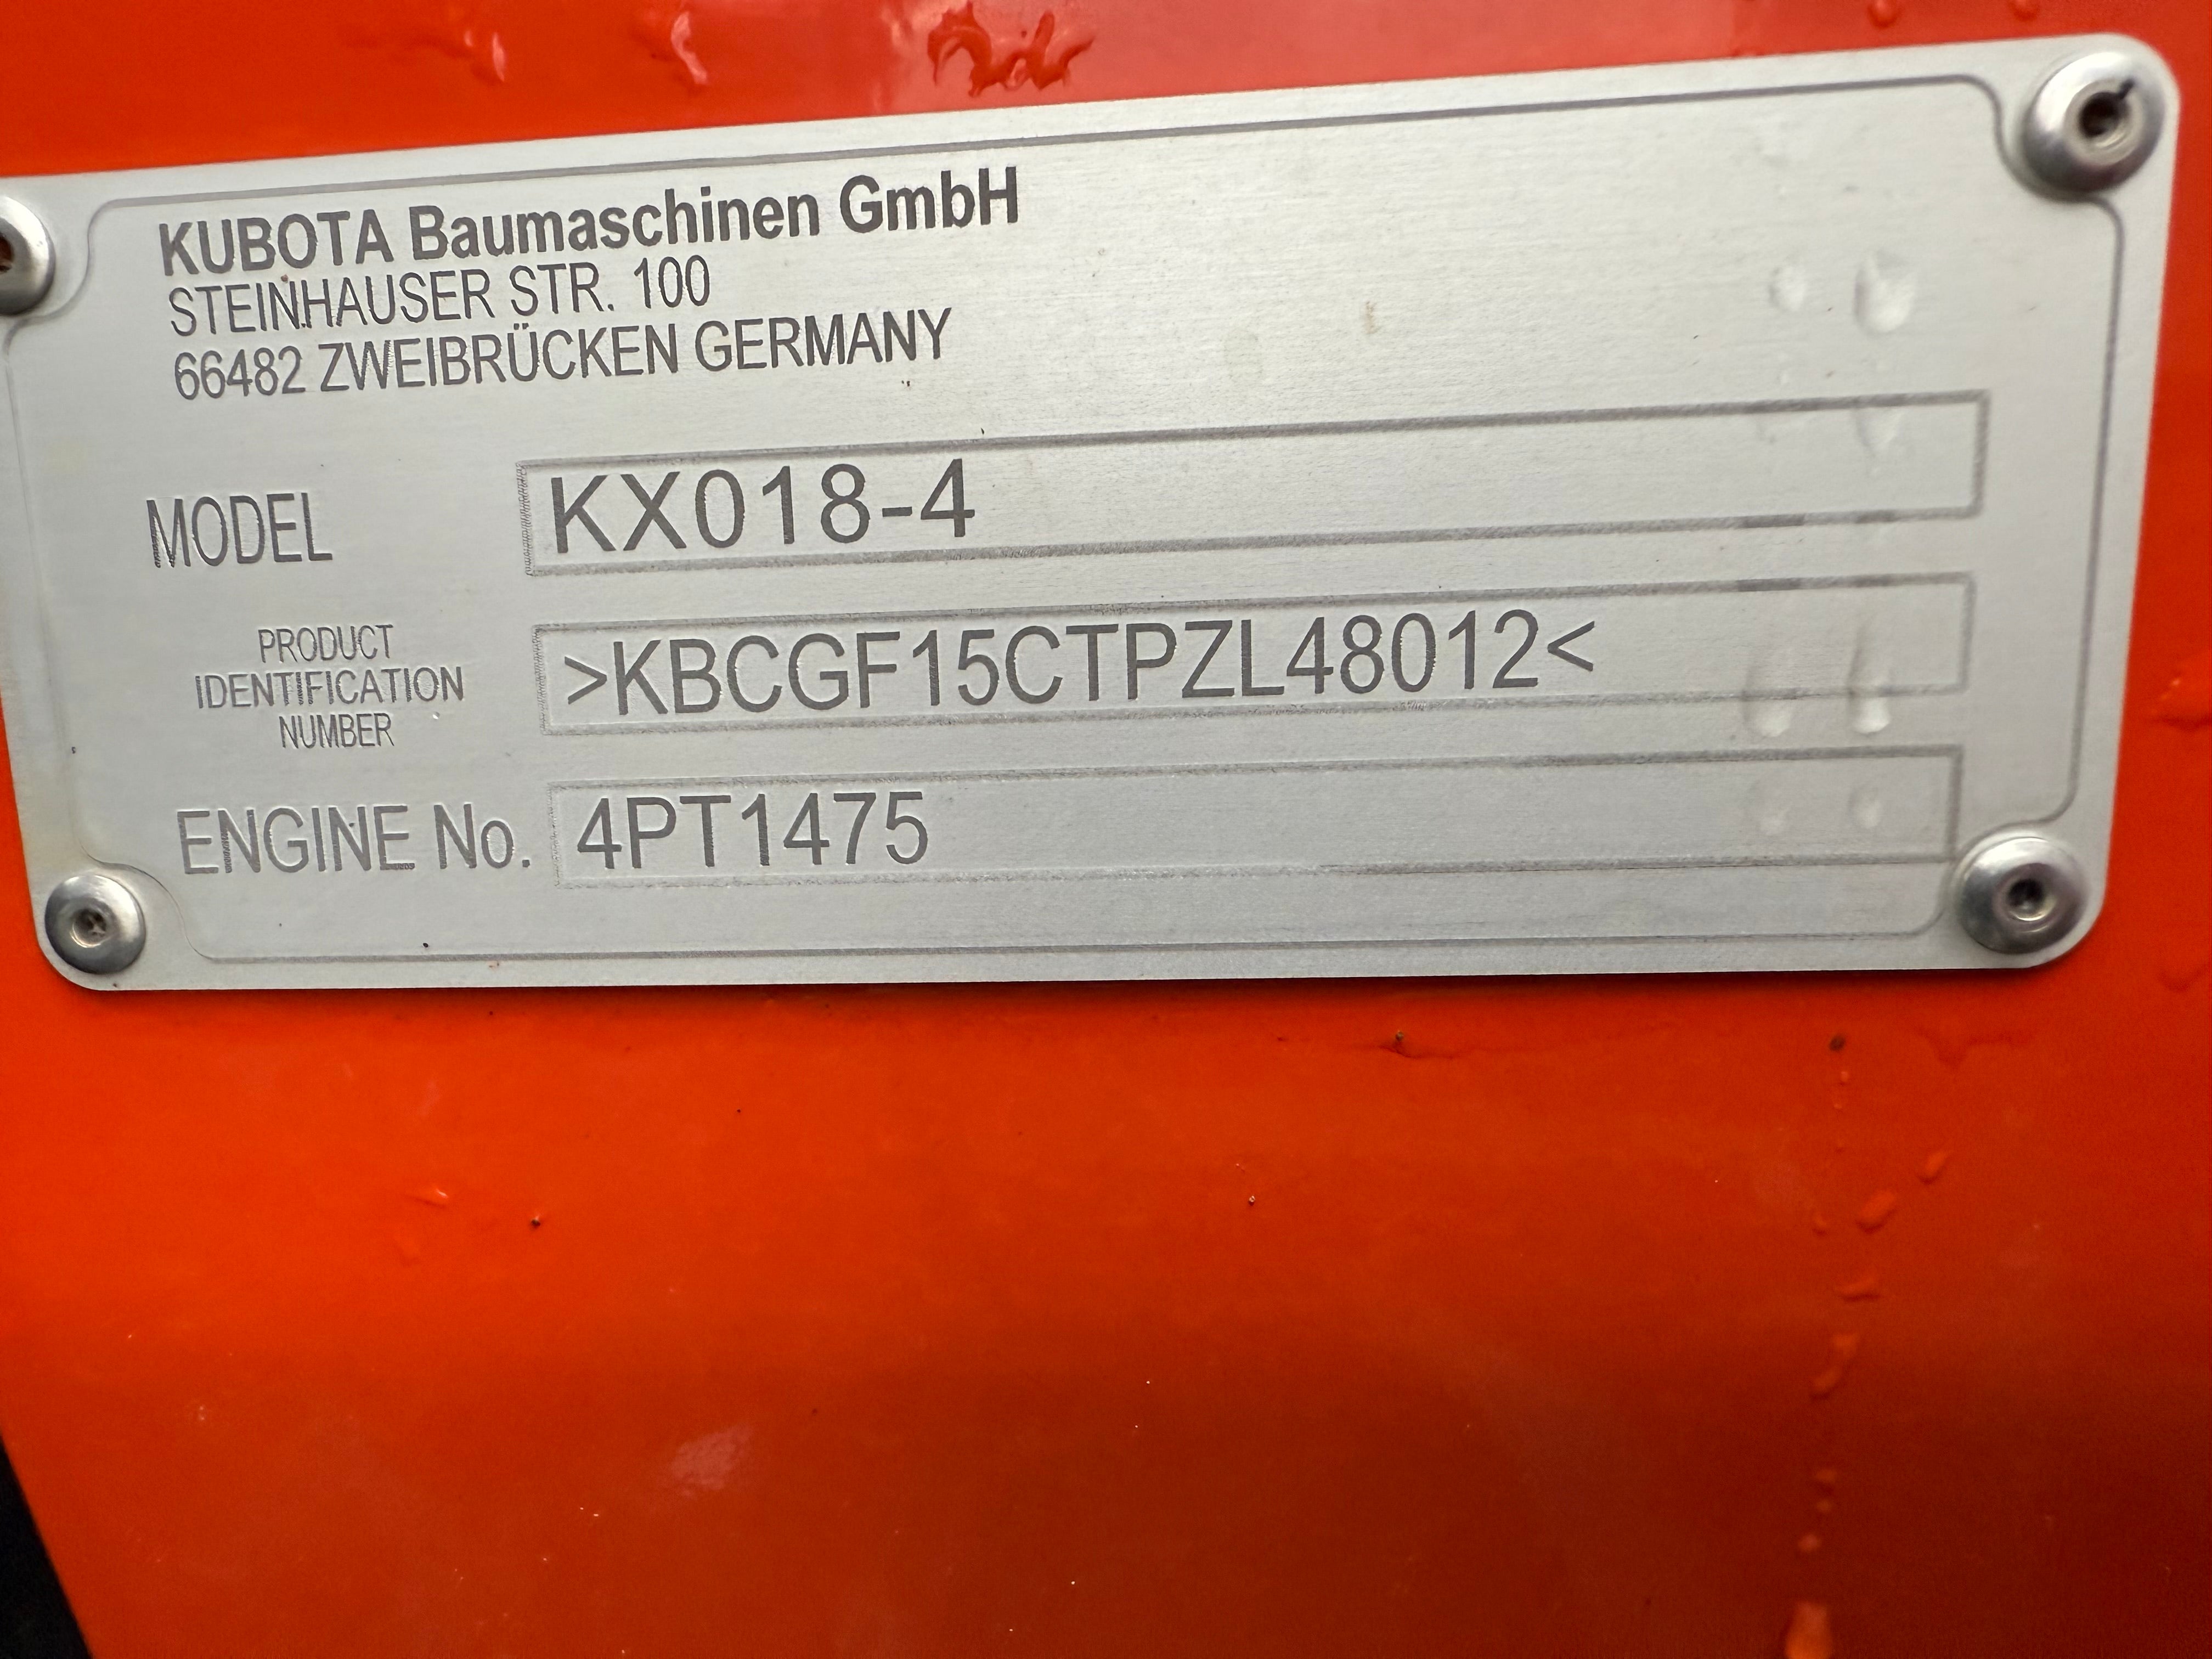 KUBOTA Baumaschinen GmbH
STEINHAUSER STR. 100
66482 ZWEIBRÜCKEN GERMANY
MODEL KX018-4
PRODUCT
IDENTIFICATION
NUMBER
>KBCGF15CTPZL48012<
ENGINE No. 4PT1475